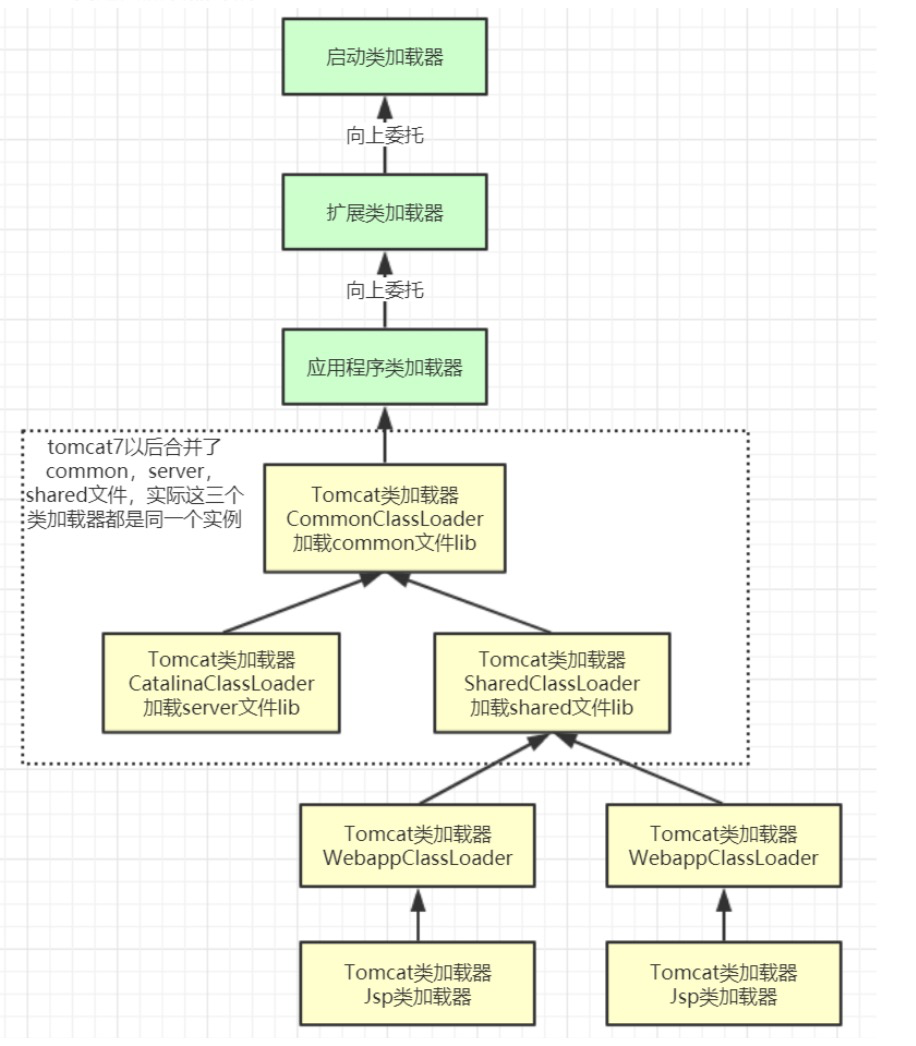 启动类加载器
向上委托
扩展类加载器
向上委托
应用程序类加载器
tomcat7以后合并了
common，server，
shared文件，实际这三个
类加载器都是同一个实例
Tomcat类加载器
CommonClassLoader
加载common文件lib
Tomcat类加载器
CatalinaClassLoader
加载server文件lib
Tomcat类加载器
SharedClassLoader
加载shared文件lib
Tomcat类加载器
WebappClassLoader
Tomcat类加载器
WebappClassLoader
Tomcat类加载器
Jsp类加载器
Tomcat类加载器
Jsp类加载器